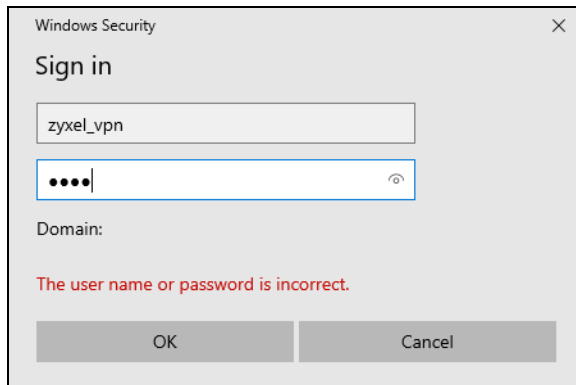 Windows Security
Sign in
zyxel_vpn
••••
Domain:
The user name or password is incorrect.
OK
Cancel